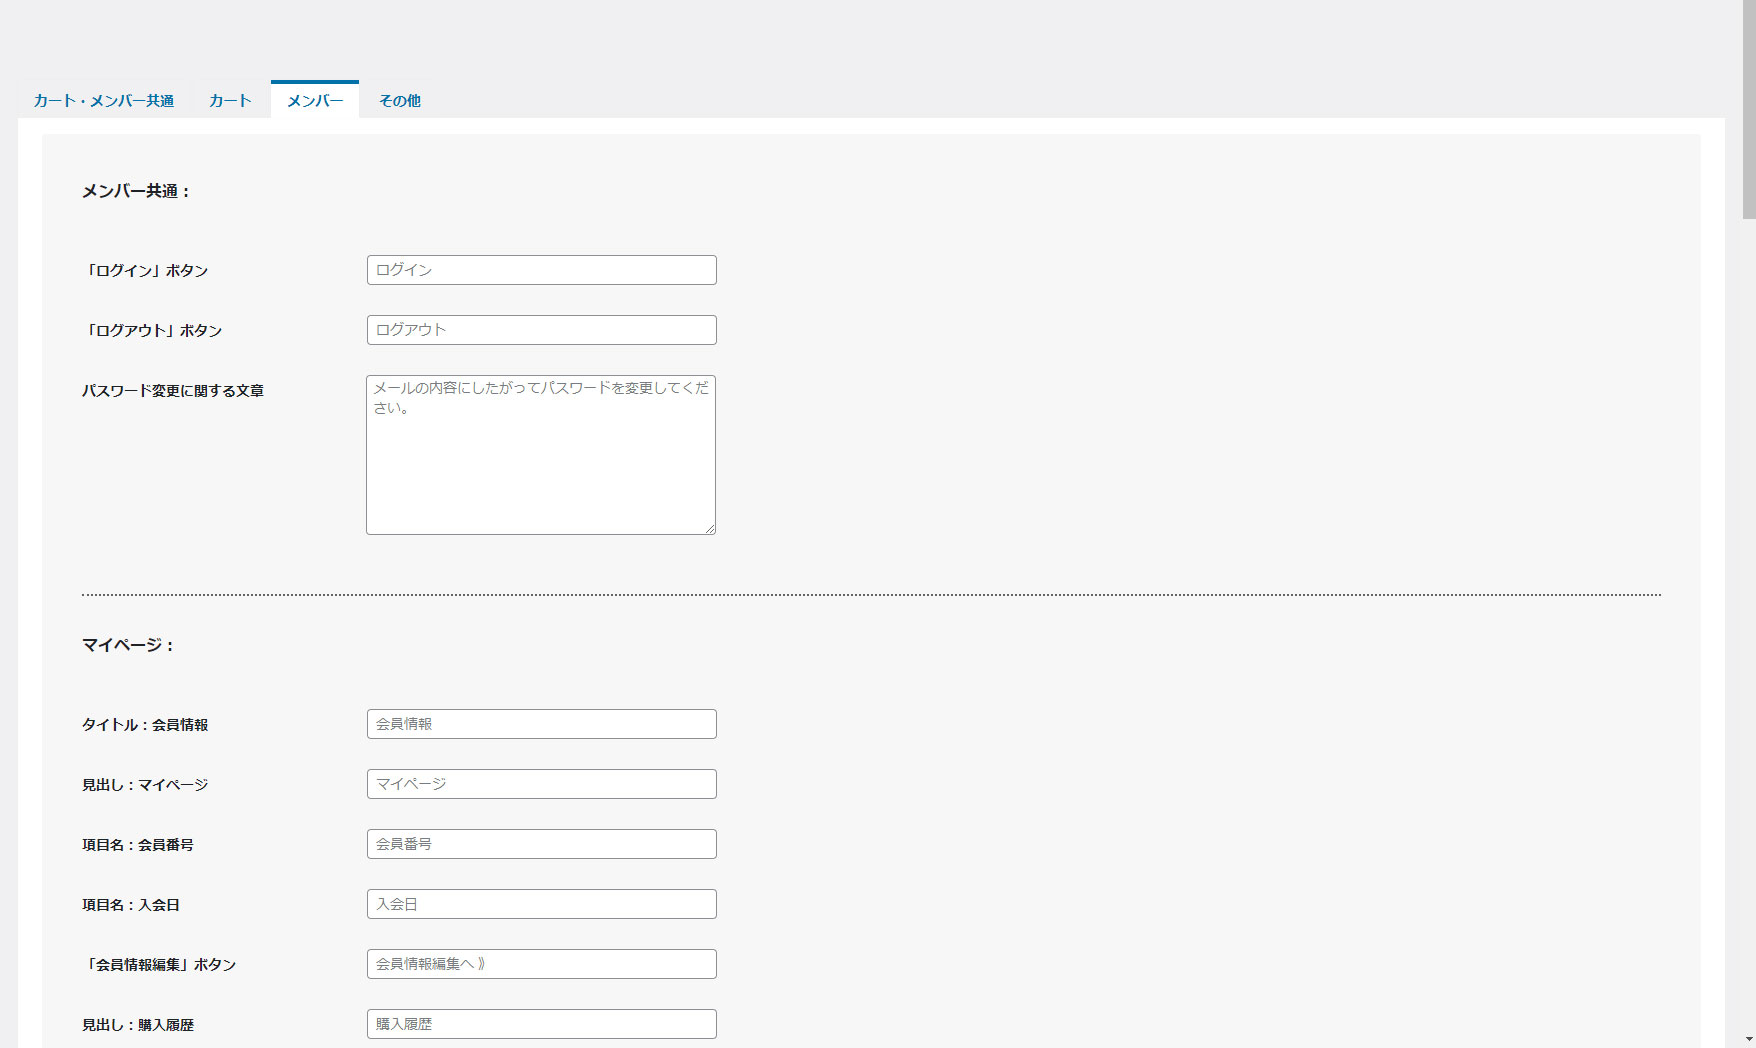 カート・メンバー共通 カート メンバー その他
メンバー共通：
「ログイン」ボタン ログイン
「ログアウト」ボタン ログアウト
パスワード変更に関する文章 メールの内容にしたがってパスワードを変更してくだ
さい。
マイページ：
タイトル：会員情報 会員情報
見出し：マイページ マイページ
項目名：会員番号 会員番号
項目名：入会日 入会日
「会員情報編集」ボタン 会員情報編集へ 》
見出し：購入履歴 購入履歴